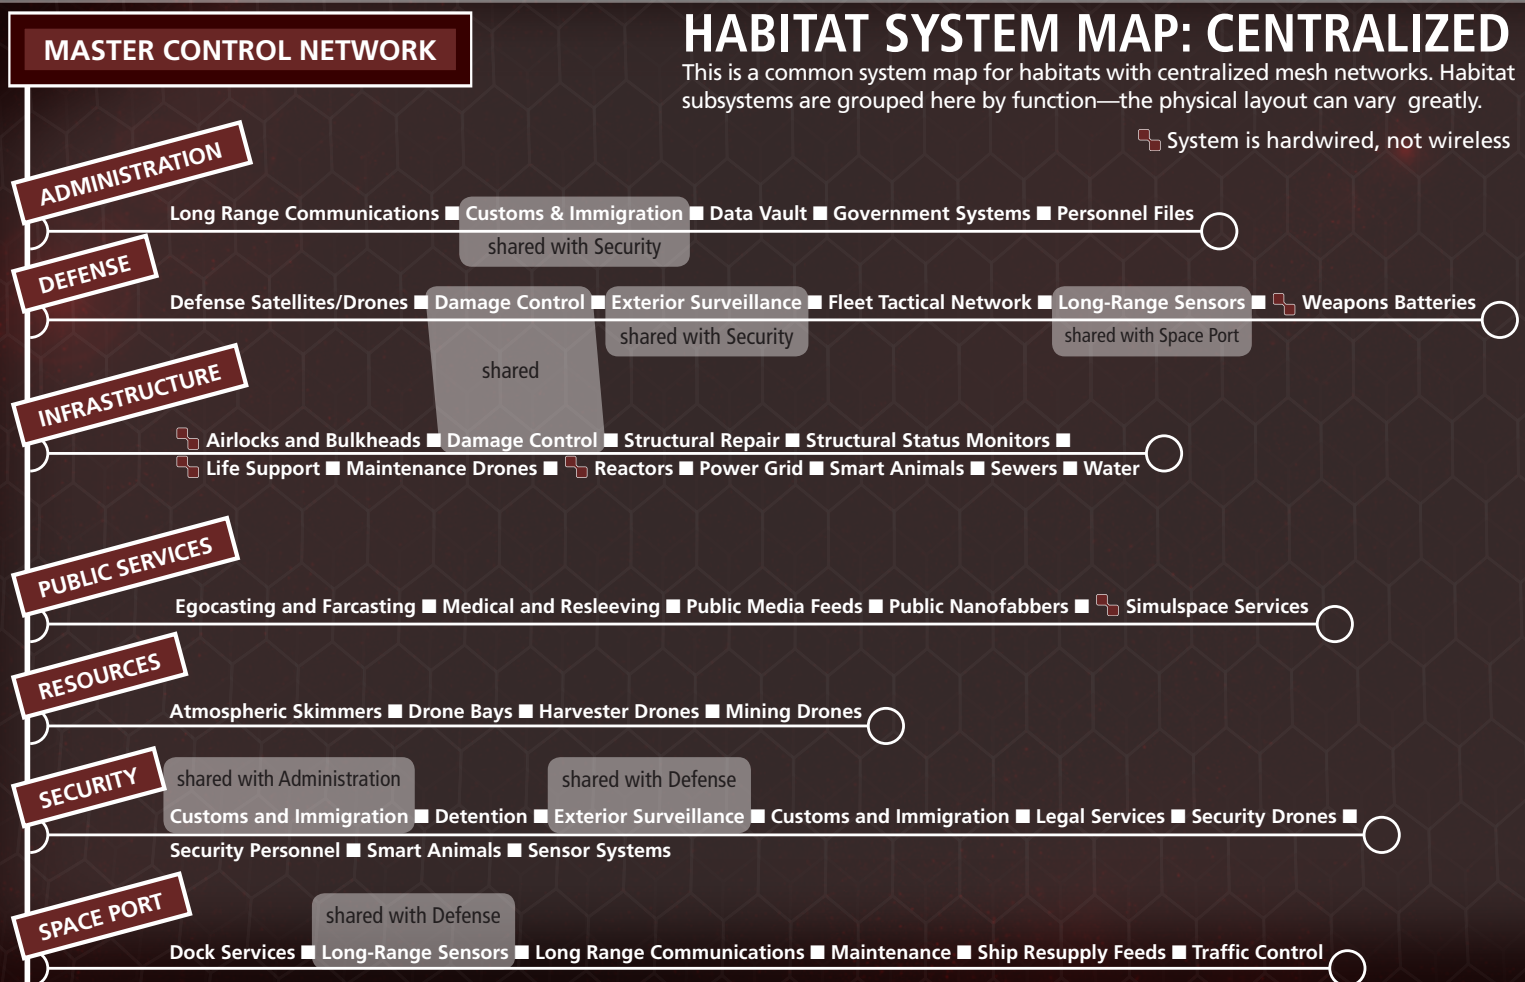 MASTER CONTROL NETWORK
HABITAT SYSTEM MAP: CENTRALIZED
This is a common system map for habitats with centralized mesh networks. Habitat
subsystems are grouped here by function—the physical layout can vary greatly.
System is hardwired, not wireless
ADMINISTRATION
Long Range Communications ■ Customs & Immigration ■ Data Vault ■ Government Systems ■ Personnel Files
shared with Security
DEFENSE
Defense Satellites/Drones ■ Damage Control ■ Exterior Surveillance ■ Fleet Tactical Network ■ Long-Range Sensors ■ Weapons Batteries
shared with Security
shared with Space Port
shared
INFRASTRUCTURE
Airlocks and Bulkheads ■ Damage Control ■ Structural Repair ■ Structural Status Monitors ■
Life Support ■ Maintenance Drones ■ Reactors ■ Power Grid ■ Smart Animals ■ Sewers ■ Water
PUBLIC SERVICES
Egocasting and Farcasting ■ Medical and Resleeving ■ Public Media Feeds ■ Public Nanofabbers ■ Simulspace Services
RESOURCES
Atmospheric Skimmers ■ Drone Bays ■ Harvester Drones ■ Mining Drones
SECURITY
shared with Administration
shared with Defense
Customs and Immigration ■ Detention ■ Exterior Surveillance ■ Customs and Immigration ■ Legal Services ■ Security Drones ■
Security Personnel ■ Smart Animals ■ Sensor Systems
SPACE PORT
shared with Defense
Dock Services ■ Long-Range Sensors ■ Long Range Communications ■ Maintenance ■ Ship Resupply Feeds ■ Traffic Control